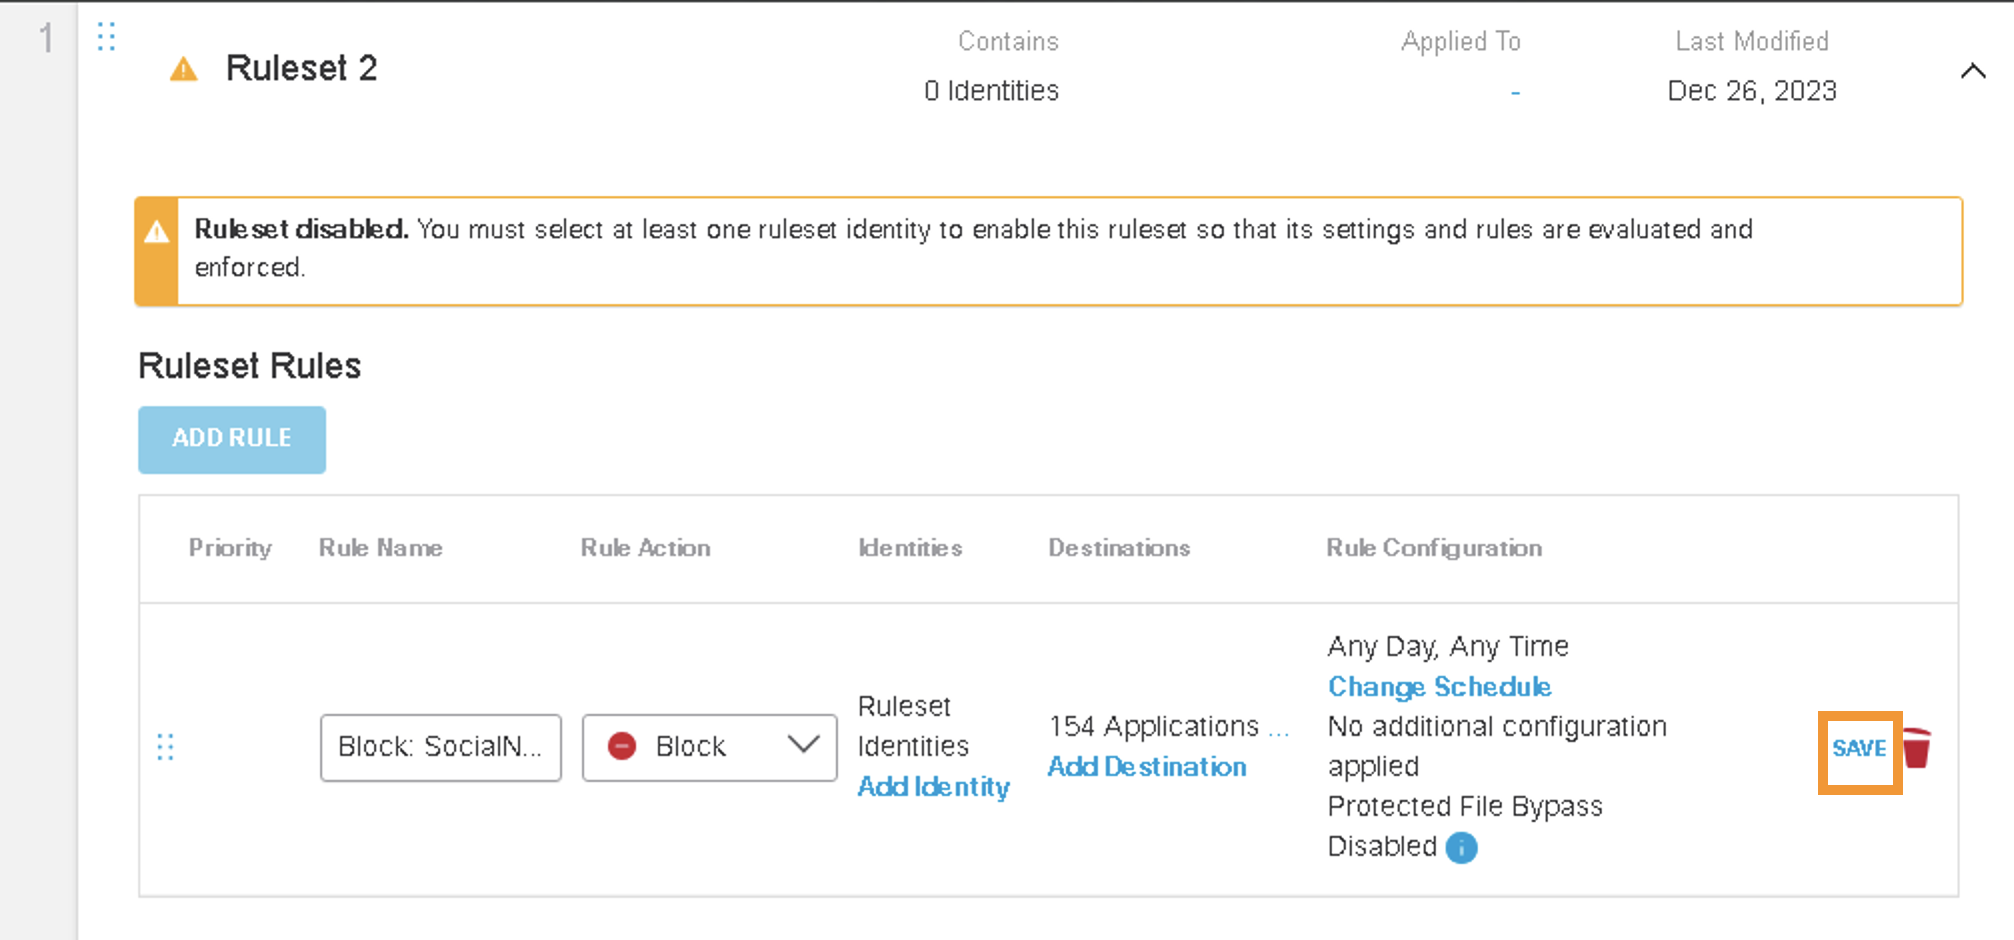 1
Ruleset 2
Contains
0 Identities
Applied To
-
Last Modified
Dec 26, 2023
Ruleset disabled. You must select at least one ruleset identity to enable this ruleset so that its settings and rules are evaluated and
enforced.
Ruleset Rules
ADD RULE
Priority Rule Name Rule Action Identities Destinations Rule Configuration
Block: SocialN...
Block
Ruleset
Identities
Add Identity
154 Applications ...
Add Destination
Any Day, Any Time
Change Schedule
No additional configuration
applied
Protected File Bypass
Disabled
SAVE